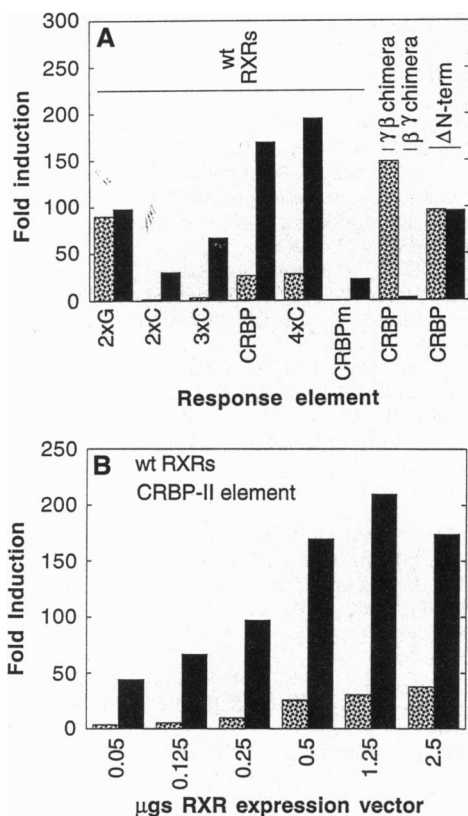 A
wt
RXRs
γβ chimera
βγ chimera
ΔN-term
300
250
200
150
100
50
0
Fold induction
2xG
2xC
3xC
CRBP
4xC
CRBPm
CRBP
CRBP
Response element
B
wt RXRs
CRBP-II element
250
200
150
100
50
0
Fold Induction
0.05
0.125
0.25
0.5
1.25
2.5
μgs RXR expression vector